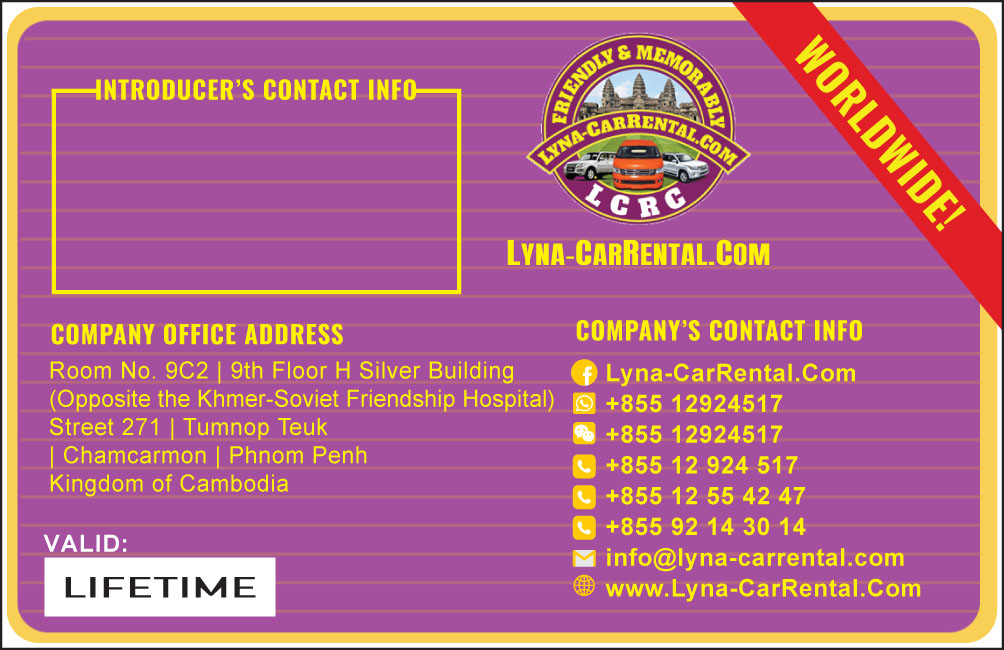 INTRODUCER'S CONTACT INFO
FRIENDLY & MEMORABLY
LYNA-CARRENTAL.COM
LCRC
LYNA-CARRENTAL.COM
WORLDWIDE!
COMPANY OFFICE ADDRESS
Room No. 9C2 | 9th Floor H Silver Building
(Opposite the Khmer-Soviet Friendship Hospital)
Street 271 | Tumnop Teuk
| Chamcarmon | Phnom Penh
Kingdom of Cambodia
VALID:
LIFETIME
COMPANY'S CONTACT INFO
Lyna-CarRental.Com
+855 12924517
+855 12924517
+855 12 924 517
+855 12 55 42 47
+855 92 14 30 14
info@lyna-carrental.com
www.Lyna-CarRental.Com